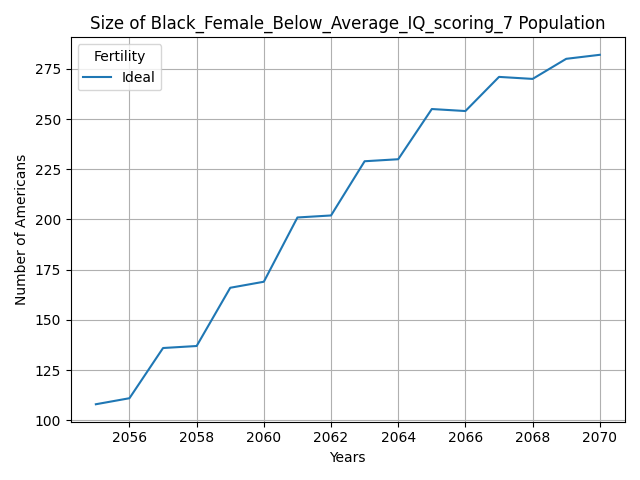 Size of Black_Female_Below_Average_IQ_scoring_7 Population
Fertility
Ideal
Number of Americans
275
250
225
200
175
150
125
100
2056 2058 2060 2062 2064 2066 2068 2070
Years